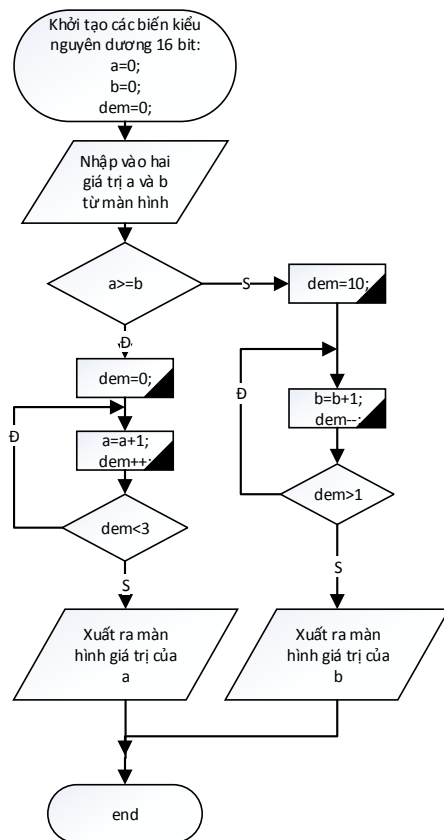 Khởi tạo các biến kiểu
nguyên dương 16 bit:
a=0;
b=0;
dem=0;
Nhập vào hai
giá trị a và b
từ màn hình
a>=b
S
dem=10;
Đ
dem=0;
Đ
a=a+1;
dem++;
dem<3
S
Xuất ra màn
hình giá trị của
a
Đ
b=b+1;
dem--;
dem>1
S
Xuất ra màn
hình giá trị của
b
end